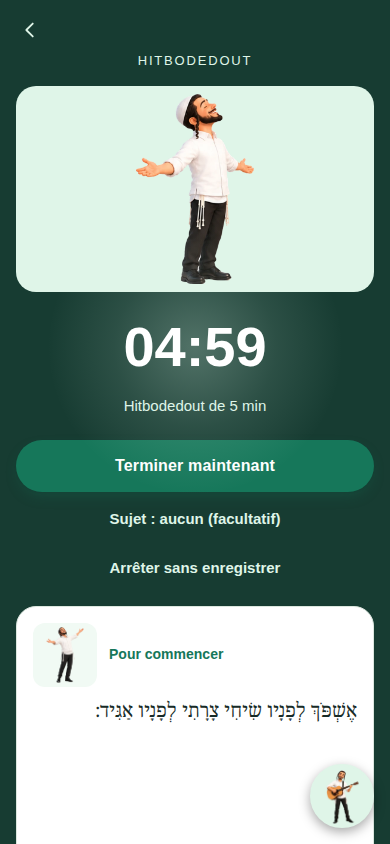 HITBODEDOUT
04:59
Hitbodedout de 5 min
Terminer maintenant
Sujet : aucun (facultatif)
Arrêter sans enregistrer
Pour commencer
אֶשְׁפֹּךְ לְפָנָיו שִׂיחִי צָרָתִי לְפָנָיו אַגִּיד: